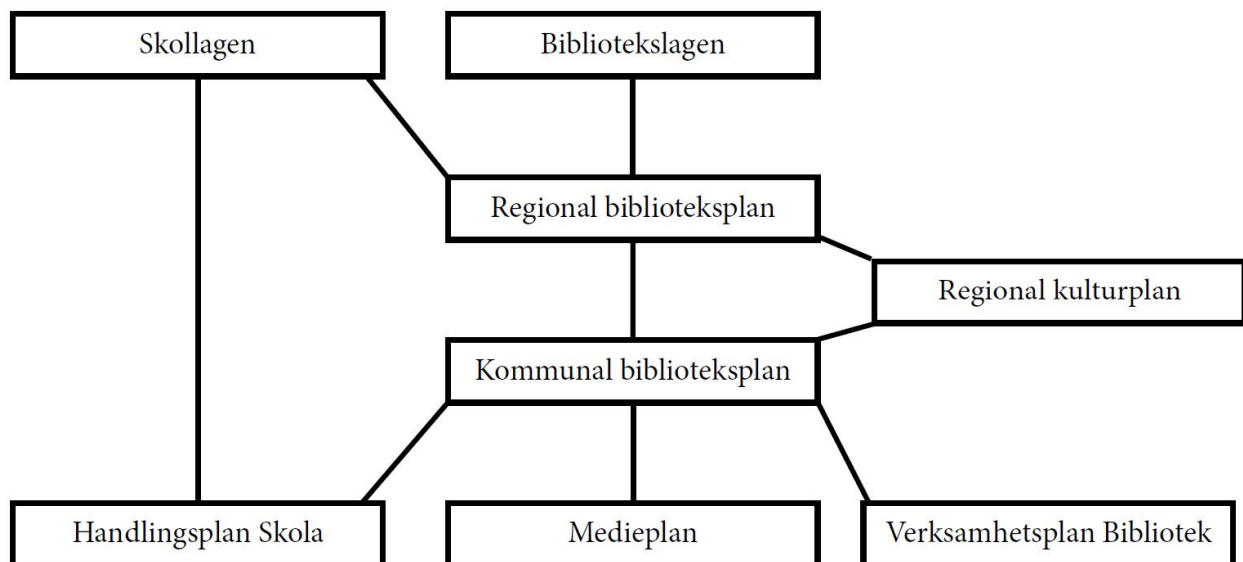 Skollagen
Bibliotekslagen
Regional biblioteksplan
Regional kulturplan
Kommunal biblioteksplan
Handlingsplan Skola
Medieplan
Verksamhetsplan Bibliotek